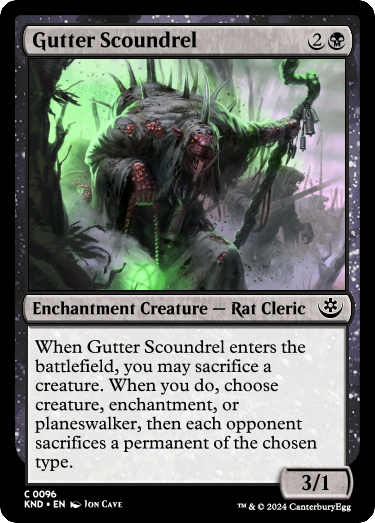 Gutter Scoundrel 2
Enchantment Creature — Rat Cleric
When Gutter Scoundrel enters the
battlefield, you may sacrifice a
creature. When you do, choose
creature, enchantment, or
planeswalker, then each opponent
sacrifices a permanent of the chosen
type.
3/1
C 0096
KND • EN Jon Cave
™ & © 2024 CanterburyEgg